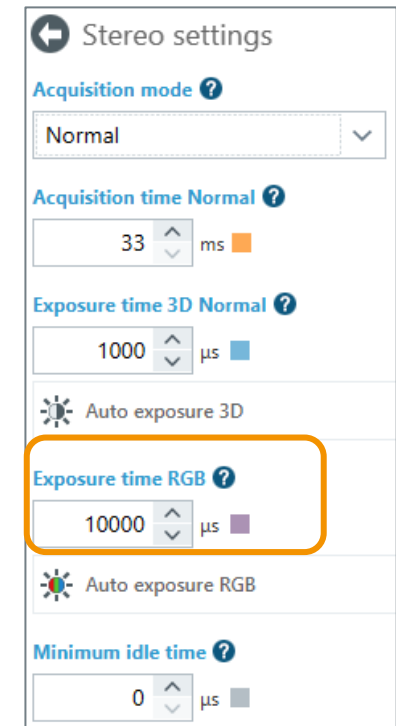 Stereo settings
Acquisition mode ?
Normal
Acquisition time Normal ?
33 ms
Exposure time 3D Normal ?
1000 µs
Auto exposure 3D
Exposure time RGB ?
10000 µs
Auto exposure RGB
Minimum idle time ?
0 µs